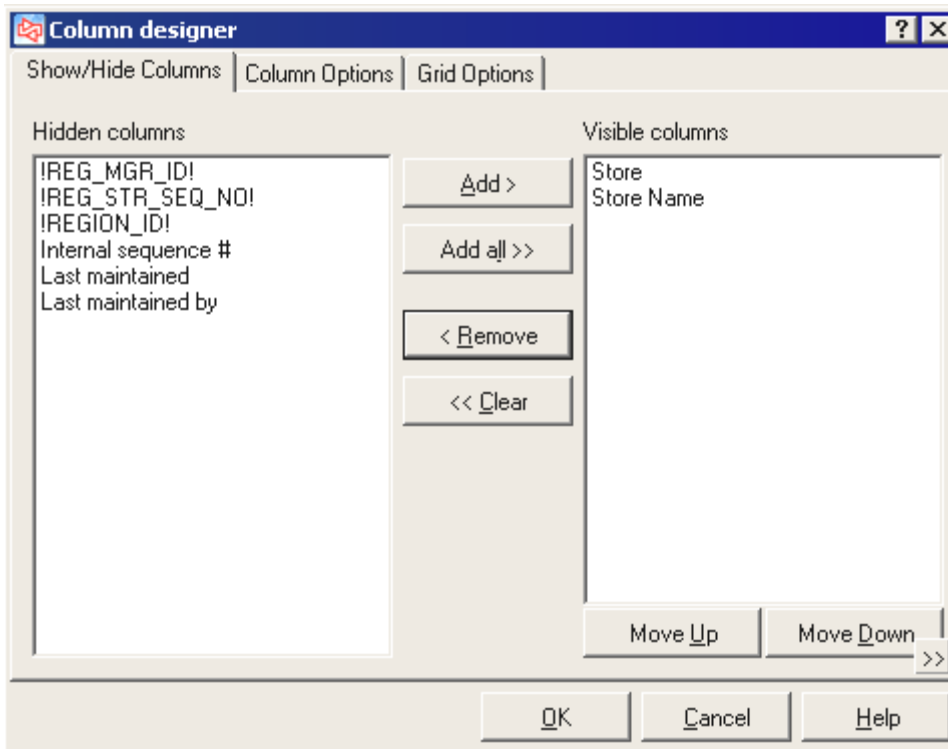 Column designer
Show/Hide Columns Column Options Grid Options
Hidden columns
!REG_MGR_ID!
!REG_STR_SEQ_NO!
!REGION_ID!
Internal sequence #
Last maintained
Last maintained by
Add >
Add all >>
< Remove
<< Clear
Visible columns
Store
Store Name
Move Up Move Down
>>
OK Cancel Help